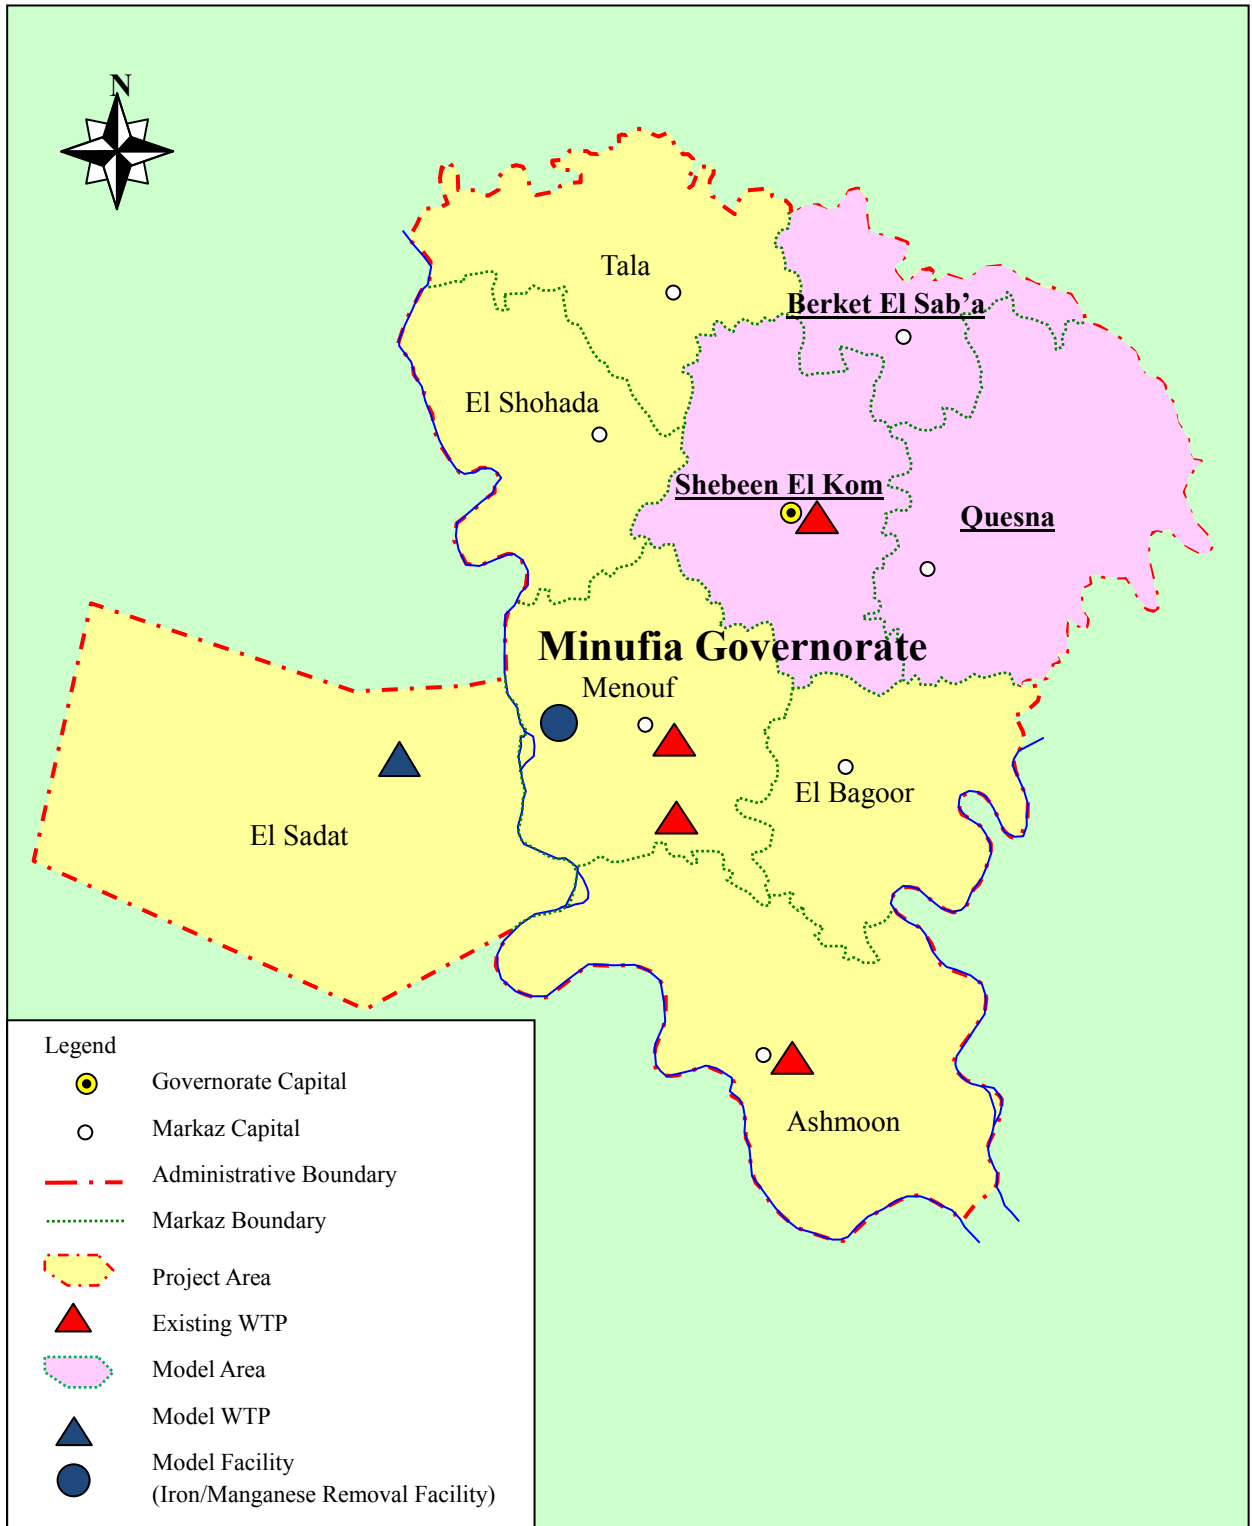 N
Tala
Berket El Sab’a
El Shohada
Shebeen El Kom
Quesna
Minufia Governorate
Menouf
El Bagoor
El Sadat
Ashmoon
Legend
Governorate Capital
Markaz Capital
Administrative Boundary
Markaz Boundary
Project Area
Existing WTP
Model Area
Model WTP
Model Facility
(Iron/Manganese Removal Facility)